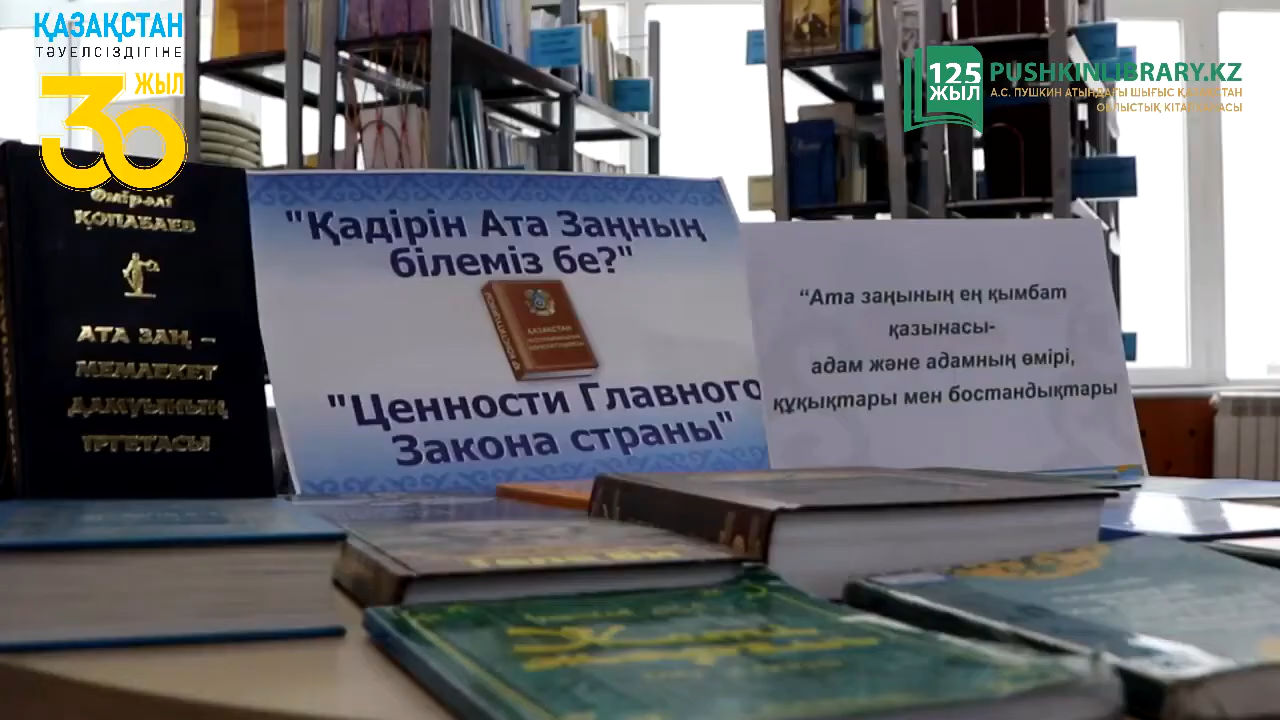 ҚАЗАҚСТАН
ТӘУЕЛСІЗДІГІНЕ
30 ЖЫЛ
125
ЖЫЛ
PUSHKINLIBRARY.KZ
А.С. ПУШКИН АТЫНДАҒЫ ШЫҒЫС ҚАЗАҚСТАН
ОБЛЫСТЫҚ КІТАПХАНАСЫ
Өмірәлі
ҚОПАБАЕВ
АТА ЗАҢ –
МЕМЛЕКЕТ
ДАМУЫНЫҢ
ІРГЕТАСЫ
"Қадірін Ата Заңның
білеміз бе?"
ҚАЗАҚСТАН
"Ценности Главного
Закона страны"
“Ата заңының ең қымбат
қазынасы-
адам және адамның өмірі,
құқықтары мен бостандықтары